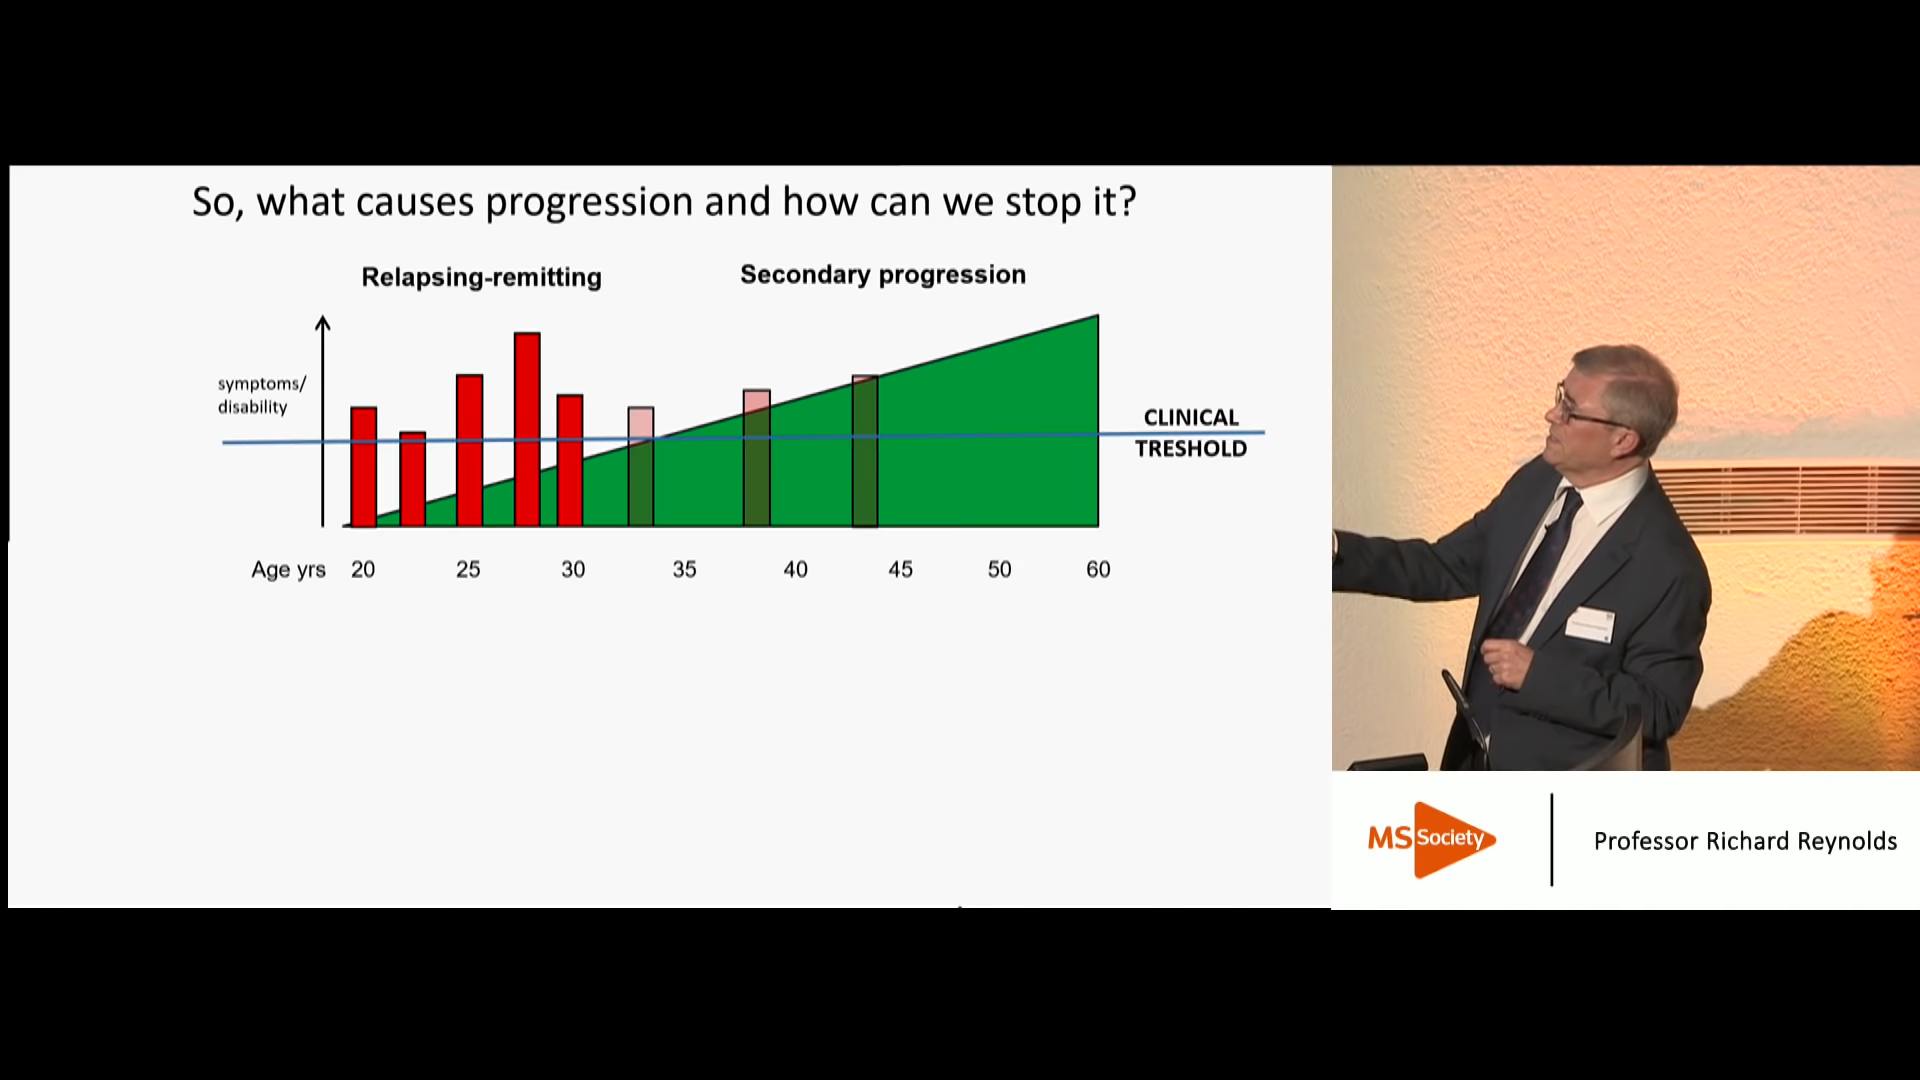 So, what causes progression and how can we stop it?
Relapsing-remitting
Secondary progression
symptoms/
disability
CLINICAL
TRESHOLD
Age yrs 20 25 30 35 40 45 50 60
MS Society
Professor Richard Reynolds